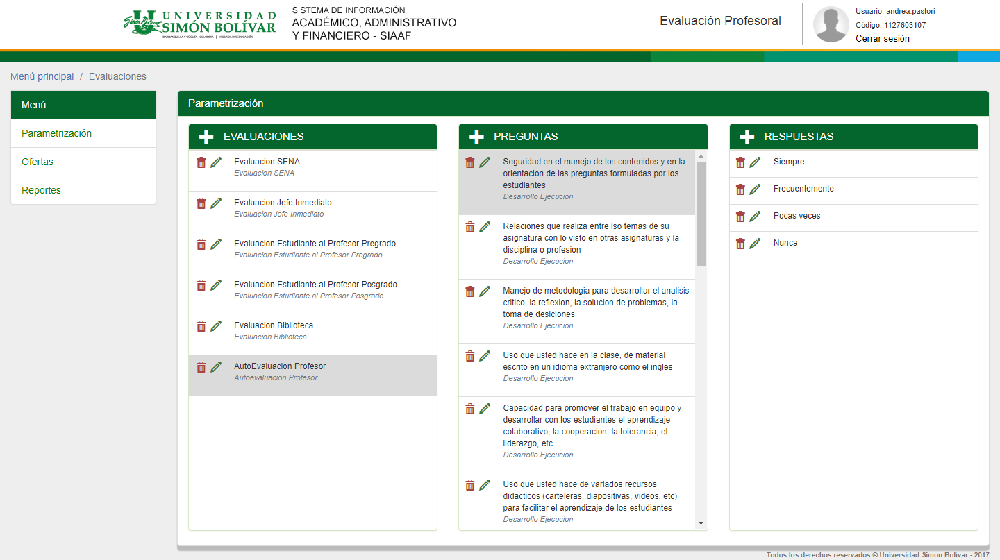 UNIVERSIDAD
SIMÓN BOLÍVAR
BARRANQUILLA Y CÚCUTA - COLOMBIA | VIGILADA MINEDUCACIÓN
SISTEMA DE INFORMACIÓN
ACADÉMICO, ADMINISTRATIVO
Y FINANCIERO - SIAAF
Evaluación Profesoral
Usuario: andrea.pastori
Código: 1127603107
Cerrar sesión
Menú principal / Evaluaciones
Menú
Parametrización
Ofertas
Reportes
Parametrización
EVALUACIONES
Evaluacion SENA
Evaluacion SENA
Evaluacion Jefe Inmediato
Evaluacion Jefe Inmediato
Evaluacion Estudiante al Profesor Pregrado
Evaluacion Estudiante al Profesor Pregrado
Evaluacion Estudiante al Profesor Posgrado
Evaluacion Estudiante al Profesor Posgrado
Evaluacion Biblioteca
Evaluacion Biblioteca
AutoEvaluacion Profesor
Autoevaluacion Profesor
PREGUNTAS
Seguridad en el manejo de los contenidos y en la
orientacion de las preguntas formuladas por los
estudiantes
Desarrollo Ejecucion
Relaciones que realiza entre lso temas de su
asignatura con lo visto en otras asignaturas y la
disciplina o profesion
Desarrollo Ejecucion
Manejo de metodologia para desarrollar el analisis
critico, la reflexion, la solucion de problemas, la
toma de desiciones
Desarrollo Ejecucion
Uso que usted hace en la clase, de material
escrito en un idioma extranjero como el ingles
Desarrollo Ejecucion
Capacidad para promover el trabajo en equipo y
desarrollar con los estudiantes el aprendizaje
colaborativo, la cooperacion, la tolerancia, el
liderazgo, etc.
Desarrollo Ejecucion
Uso que usted hace de variados recursos
didacticos (carteleras, diapositivas, videos, etc)
para facilitar el aprendizaje de los estudiantes
Desarrollo Ejecucion
RESPUESTAS
Siempre
Frecuentemente
Pocas veces
Nunca
Todos los derechos reservados © Universidad Simon Bolivar - 2017